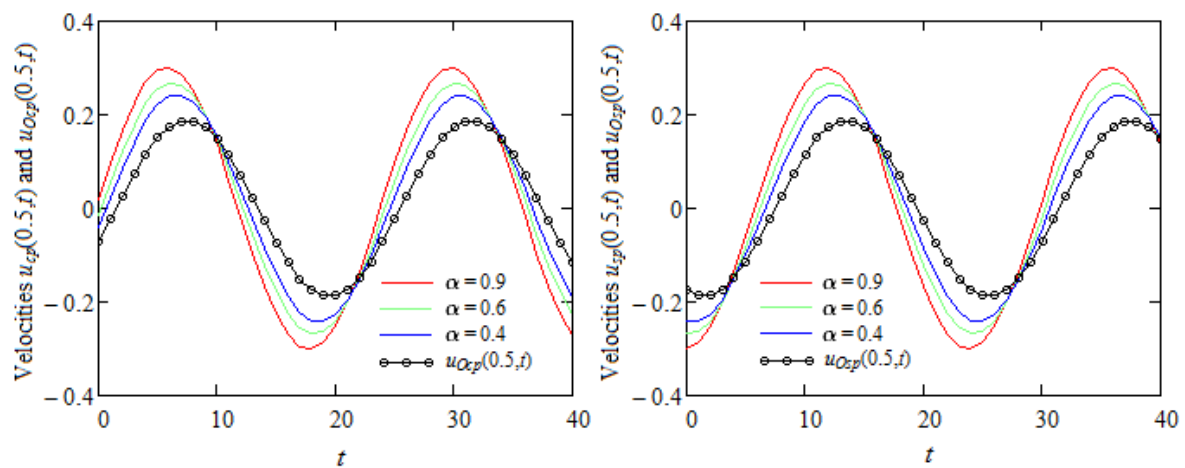 Velocities u_cp(0.5,t) and u_Ocp(0.5,t)
0.4
0.2
0
−0.2
−0.4
α = 0.9
α = 0.6
α = 0.4
u_Ocp(0.5,t)
0 10 20 30 40
t
Velocities u_sp(0.5,t) and u_Osp(0.5,t)
0.4
0.2
0
−0.2
−0.4
α = 0.9
α = 0.6
α = 0.4
u_Osp(0.5,t)
0 10 20 30 40
t